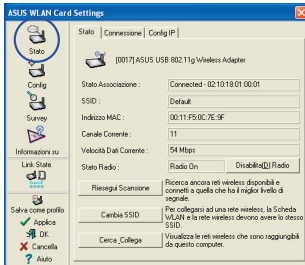 ASUS WLAN Card Settings
Stato
Config
Survey
Informazioni su
Link State
Salva come profilo
Applica
OK
Cancella
Aiuto
Stato Connessione Config IP
[0017] ASUS USB 802.11g Wireless Adapter
Stato Associazione : Connected - 02:10:18:01:00:01
SSID : Default
Indirizzo MAC : 00:11:F5:0C:7E:9F
Canale Corrente : 11
Velocità Dati Corrente : 54 Mbps
Stato Radio : Radio On Disabilita(D) Radio
Riesegui Scansione
Ricerca ancora reti wireless disponibili e
connetti a quella che ha il miglior livello di
segnale.
Cambia SSID
Per collegarsi ad una rete wireless, la Scheda
WLAN e la rete wireless devono avere lo stesso
SSID.
Cerca_Collega
Visualizza le reti wireless che sono raggiungibili
da questo computer.